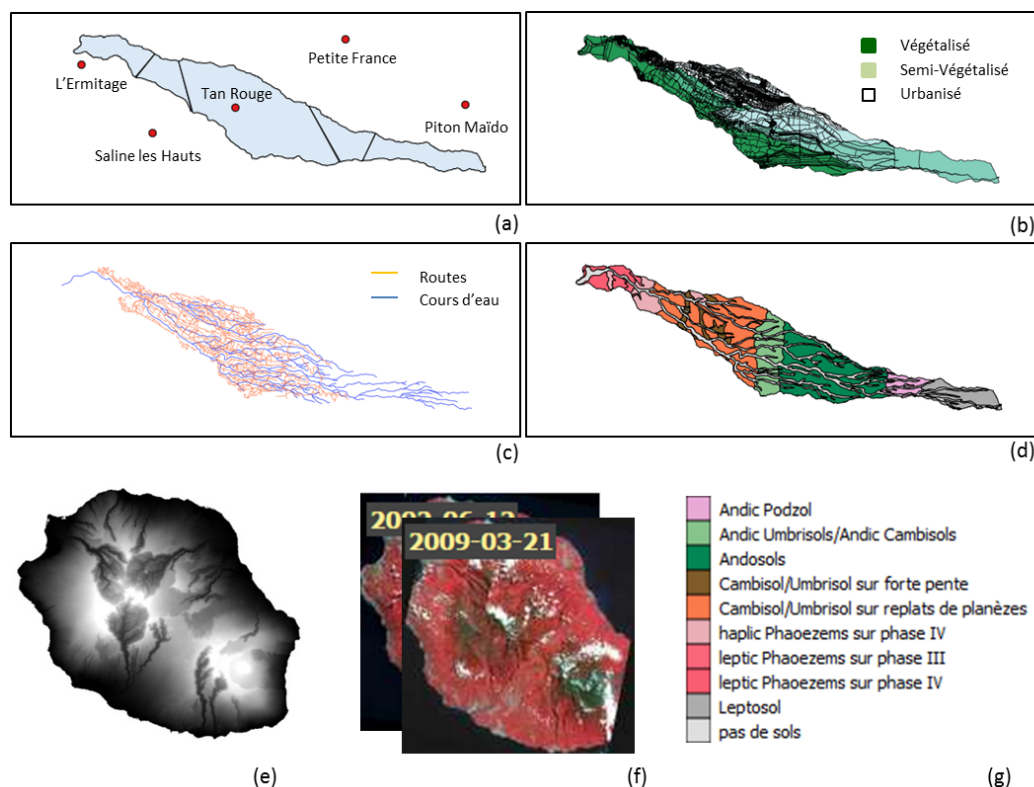 Petite France
L'Ermitage
Tan Rouge
Piton Maïdo
Saline les Hauts
(a)
Végétalisé
Semi-Végétalisé
Urbanisé
(b)
Routes
Cours d'eau
(c)
(d)
2009-03-21
(e)
(f)
Andic Podzol
Andic Umbrisols/Andic Cambisols
Andosols
Cambisol/Umbrisol sur forte pente
Cambisol/Umbrisol sur replats de planèzes
haplic Phaoezems sur phase IV
leptic Phaoezems sur phase III
leptic Phaoezems sur phase IV
Leptosol
pas de sols
(g)